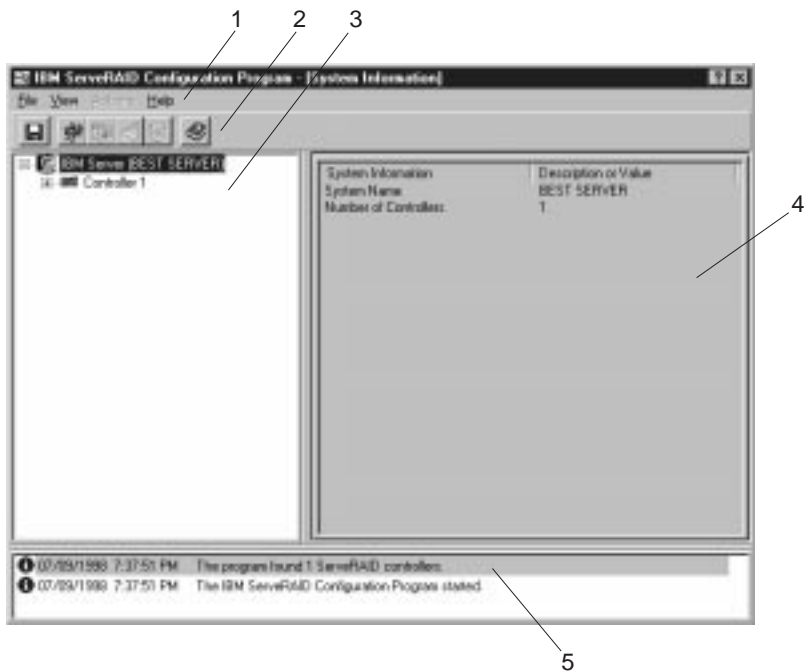 1 2 3
IBM ServeRAID Configuration Program - [System Information]
File View Actions Help
IBM Server (BEST SERVER)
Controller 1
System Information Description or Value
System Name BEST SERVER
Number of Controllers 1
4
07/09/1998 7:37:51 PM The program found 1 ServeRAID controllers.
07/09/1998 7:37:51 PM The IBM ServeRAID Configuration Program started.
5